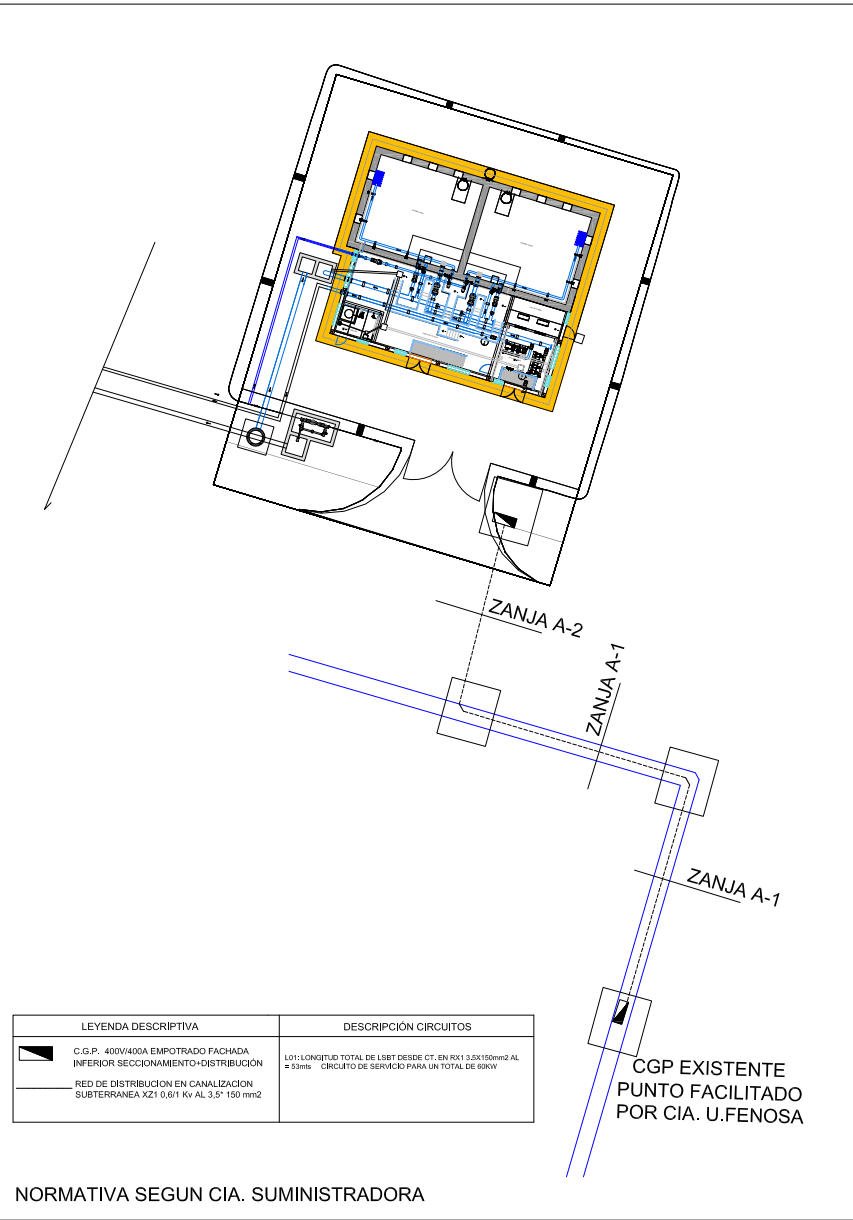 ZANJA A-2
ZANJA A-1
ZANJA A-1
LEYENDA DESCRIPTIVA
C.G.P. 400V/400A EMPOTRADO FACHADA
INFERIOR SECCIONAMIENTO+DISTRIBUCIÓN
RED DE DISTRIBUCION EN CANALIZACION
SUBTERRANEA XZ1 0,6/1 Kv AL 3,5* 150 mm2
DESCRIPCIÓN CIRCUITOS
L01: LONGITUD TOTAL DE LSBT DESDE CT. EN RX1 3,5X150mm2 AL
= 53mts CIRCUITO DE SERVICIO PARA UN TOTAL DE 60KW
CGP EXISTENTE
PUNTO FACILITADO
POR CIA. U.FENOSA
NORMATIVA SEGUN CIA. SUMINISTRADORA